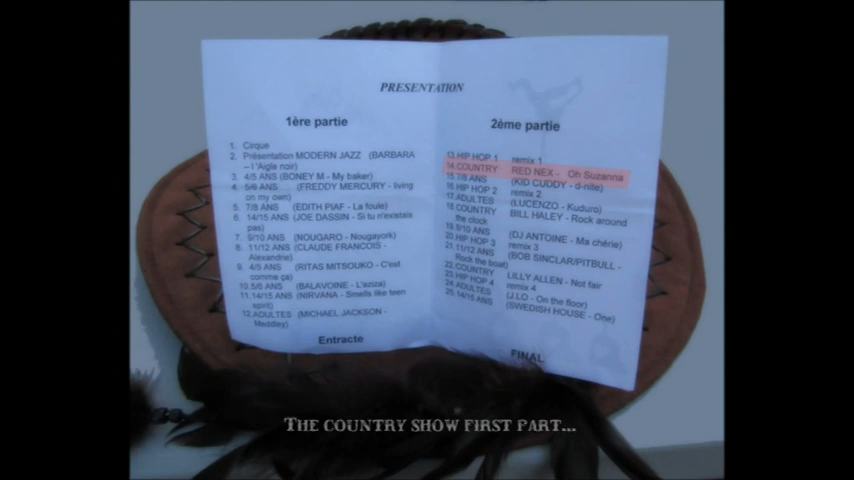 PRESENTATION
1ère partie
1. Cirque
2. Présentation MODERN JAZZ (BARBARA
– l 'Aigle noir)
3. 4/5 ANS (BONEY M - My baker)
4. 5/6 ANS (FREDDY MERCURY - living
on my own)
5. 7/8 ANS (EDITH PIAF - La foule)
6. 14/15 ANS (JOE DASSIN - Si tu n'existais
pas)
7. 9/10 ANS (NOUGARO - Nougayork)
8. 11/12 ANS (CLAUDE FRANCOIS -
Alexandrie)
9. 4/5 ANS (RITAS MITSOUKO - C'est
comme ça)
10. 5/6 ANS (BALAVOINE - L'aziza)
11. 14/15 ANS (NIRVANA - Smells like teen
spirit)
12. ADULTES (MICHAEL JACKSON -
Meddley)
Entracte
2ème partie
13. HIP HOP 1 remix 1
14. COUNTRY RED NEX - Oh Suzanna
15. 7/8 ANS (KID CUDDY - d-nite)
16. HIP HOP 2 remix 2
17. ADULTES (LUCENZO - Kuduro)
18. COUNTRY BILL HALEY - Rock around
the clock
19. 9/10 ANS (DJ ANTOINE - Ma chérie)
20. HIP HOP 3 remix 3
21. 11/12 ANS (BOB SINCLAR/PITBULL -
Rock the boat)
22. COUNTRY LILLY ALLEN - Not fair
23. HIP HOP 4 remix 4
24. ADULTES (J.LO - On the floor)
25. 14/15 ANS (SWEDISH HOUSE - One)
FINAL
THE COUNTRY SHOW FIRST PART...